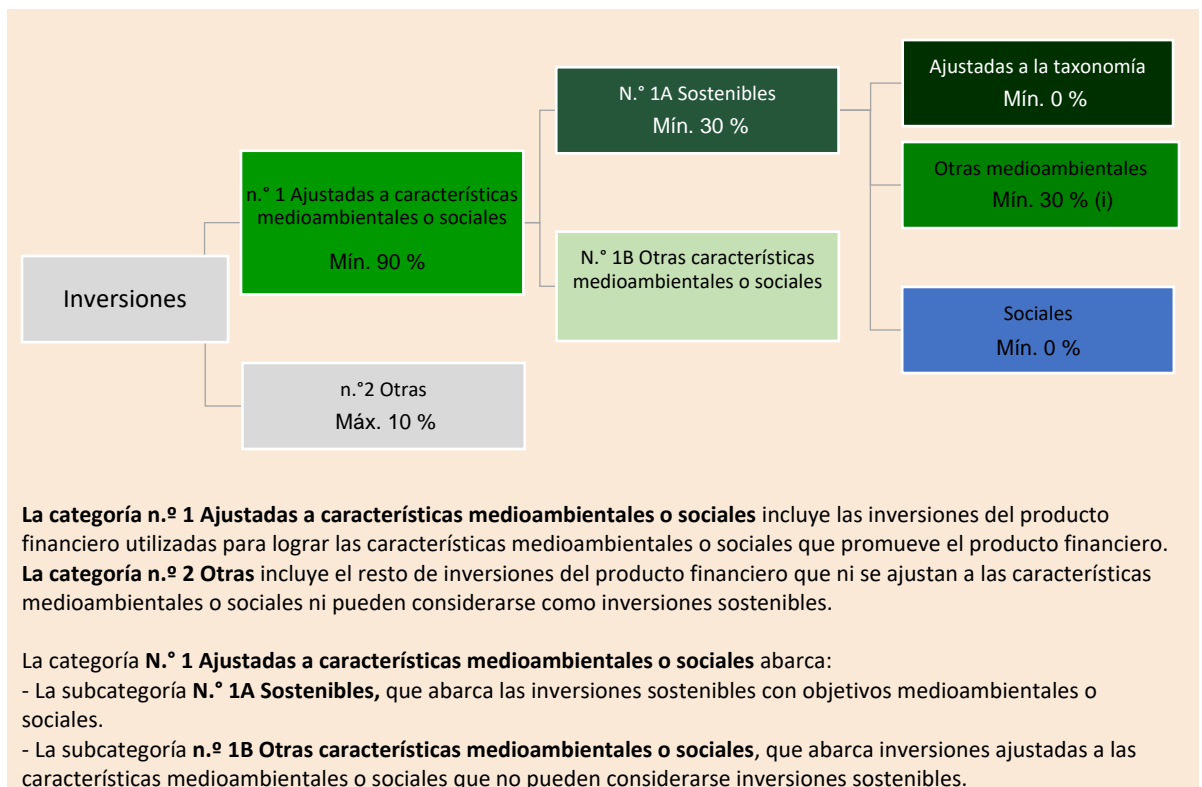 Inversiones
n.° 1 Ajustadas a características
medioambientales o sociales
Mín. 90 %
n.°2 Otras
Máx. 10 %
N.° 1A Sostenibles
Mín. 30 %
N.° 1B Otras características
medioambientales o sociales
Ajustadas a la taxonomía
Mín. 0 %
Otras medioambientales
Mín. 30 % (i)
Sociales
Mín. 0 %
La categoría n.º 1 Ajustadas a características medioambientales o sociales incluye las inversiones del producto
financiero utilizadas para lograr las características medioambientales o sociales que promueve el producto financiero.
La categoría n.º 2 Otras incluye el resto de inversiones del producto financiero que ni se ajustan a las características
medioambientales o sociales ni pueden considerarse como inversiones sostenibles.
La categoría N.° 1 Ajustadas a características medioambientales o sociales abarca:
- La subcategoría N.° 1A Sostenibles, que abarca las inversiones sostenibles con objetivos medioambientales o
sociales.
- La subcategoría n.º 1B Otras características medioambientales o sociales, que abarca inversiones ajustadas a las
características medioambientales o sociales que no pueden considerarse inversiones sostenibles.